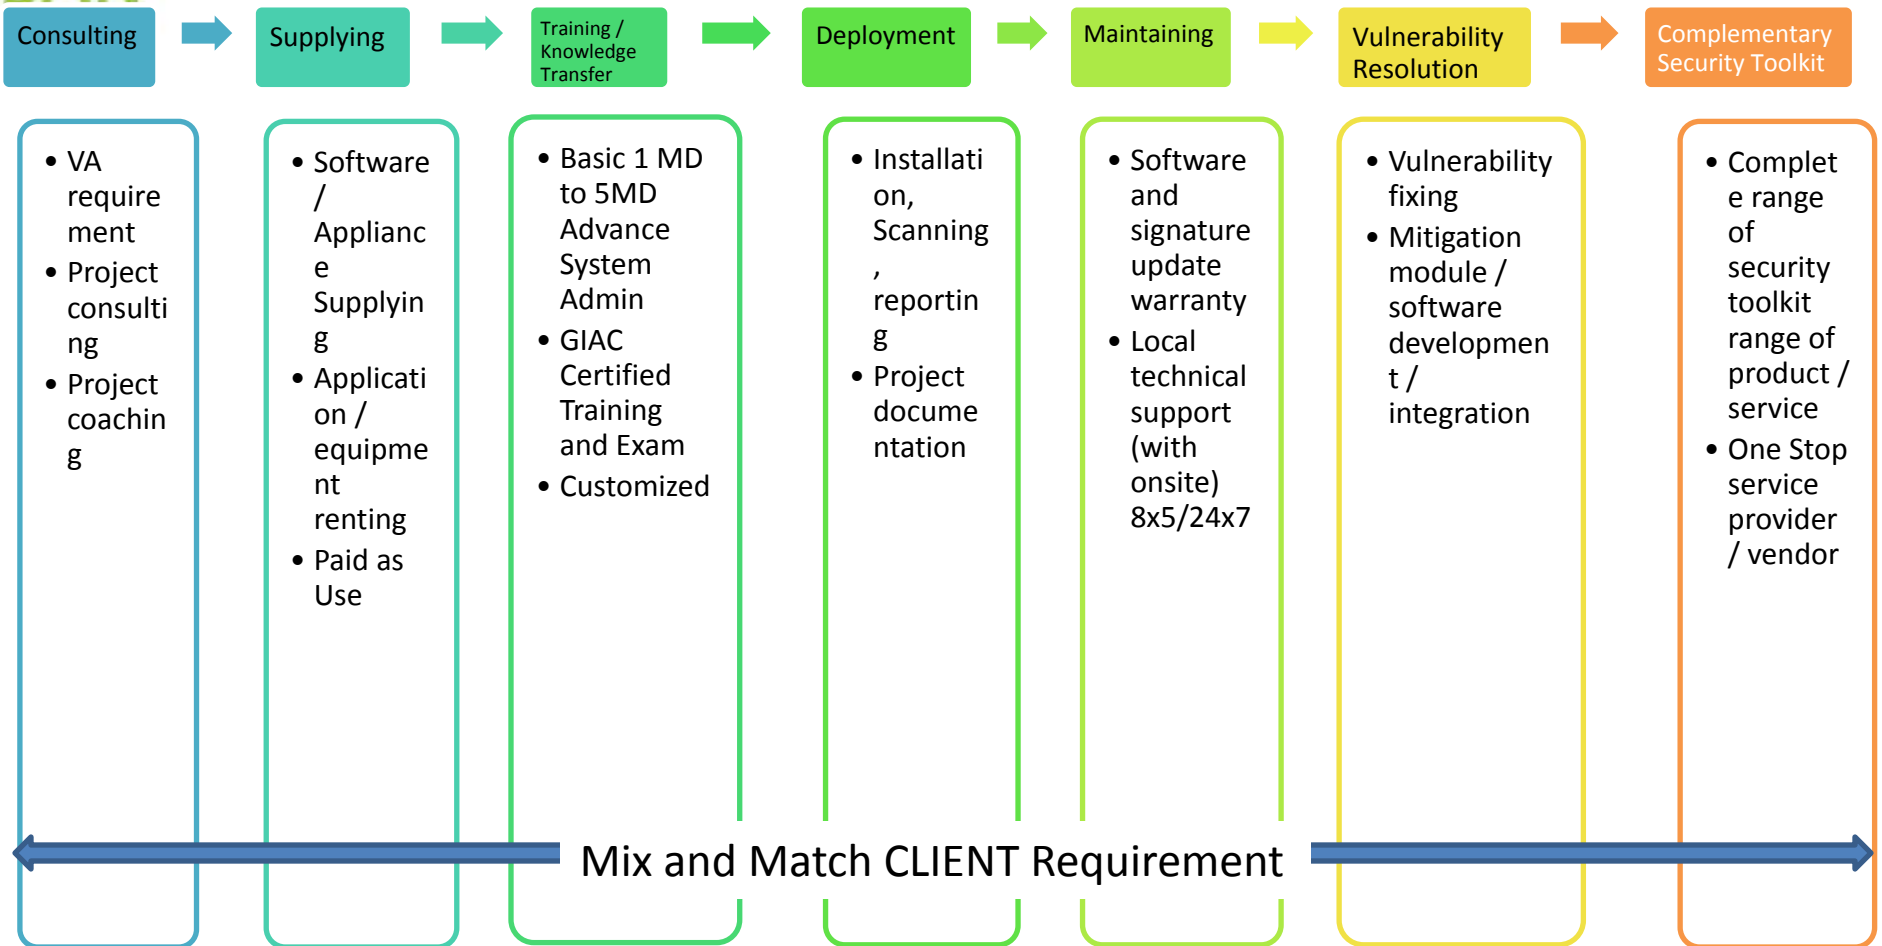 Consulting
Supplying
Training /
Knowledge
Transfer
Deployment
Maintaining
Vulnerability
Resolution
Complementary
Security Toolkit
• VA
require
ment
• Project
consulti
ng
• Project
coachin
g
• Software
/
Applianc
e
Supplyin
g
• Applicati
on /
equipme
nt
renting
• Paid as
Use
• Basic 1 MD
to 5MD
Advance
System
Admin
• GIAC
Certified
Training
and Exam
• Customized
• Installati
on,
Scanning
,
reportin
g
• Project
docume
ntation
• Software
and
signature
update
warranty
• Local
technical
support
(with
onsite)
8x5/24x7
• Vulnerability
fixing
• Mitigation
module /
software
developmen
t /
integration
• Complet
e range
of
security
toolkit
range of
product /
service
• One Stop
service
provider
/ vendor
Mix and Match CLIENT Requirement